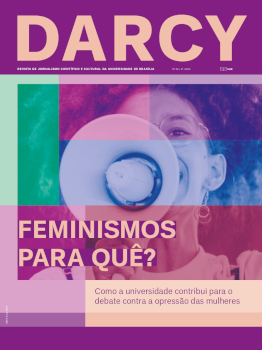 DARCY
REVISTA DE JORNALISMO CIENTÍFICO E CULTURAL DA UNIVERSIDADE DE BRASÍLIA
FEMINISMOS
PARA QUÊ?
Como a universidade contribui para o
debate contra a opressão das mulheres